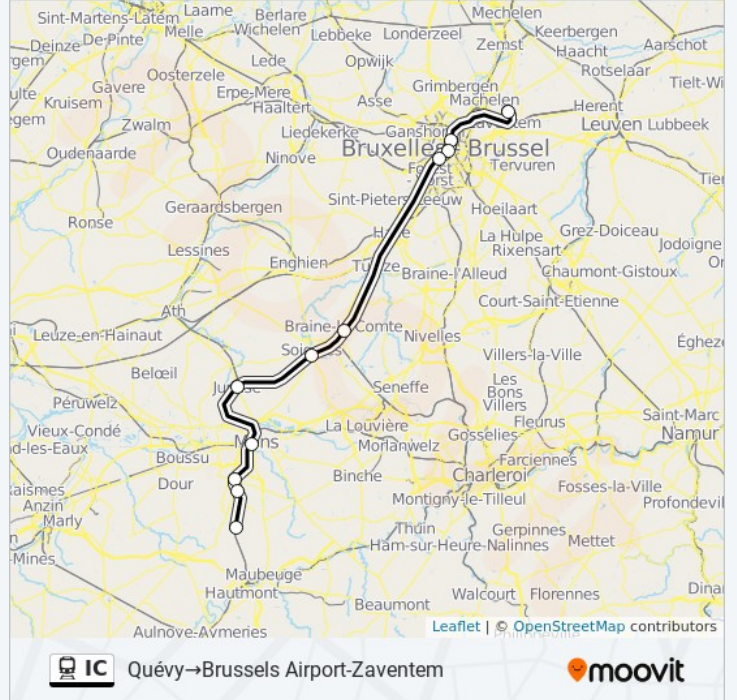 Sint-Martens-Latem
Laarne
Berlare
Mechelen
Deinze
De-Pinte
Melle
Wichelen
Lebbeke
Londerzeel
Keerbergen
Zemst
Haacht
Aarschot
Gavere
Oosterzele
Lede
Opwijk
Rotselaar
Kruisem
Erpe-Mere
Haaltert
Asse
Grimbergen
Machelen
Herent
Tielt-Wi
Zwalm
Liedekerke
Ganshor
Leuven
Lubbeek
Oudenaarde
Ninove
Bruxelles
Brussel
Tervuren
Geraardsbergen
Sint-Pieters-Leeuw
Hoeilaart
Ronse
La Hulpe
Grez-Doiceau
Lessines
Enghien
Rixensart
Jodoigne
Braine-l'Alleud
Chaumont-Gistoux
Ath
Court-Saint-Etienne
Leuze-en-Hainaut
Braine-le-Comte
Nivelles
Villers-la-Ville
Belœil
Seneffe
Les
Bons
Villers
Péruwelz
Fleurus
Saint-Marc
Vieux-Condé
La Louvière
Gosselies
Namur
Mons
Morlanwelz
Boussu
Farciennes
Dour
Binche
Charleroi
Fosses-la-Ville
Montigny-le-Tilleul
Anzin
Marly
Thuin
Gerpinnes
Mettet
Ham-sur-Heure-Nalinnes
Maubeuge
Hautmont
Walcourt
Florennes
Beaumont
Aulnoye-Aymeries
Leaflet | © OpenStreetMap contributors
IC Quévy→Brussels Airport-Zaventem
moovit